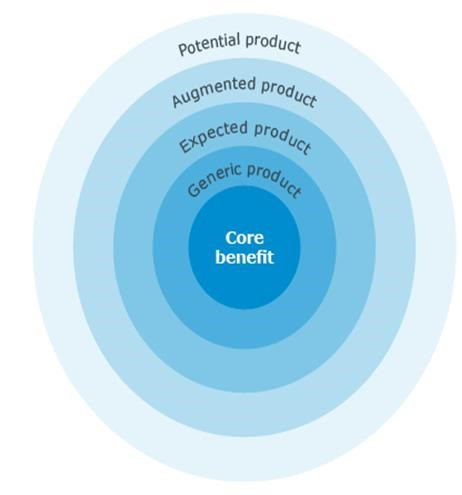 Potential product
Augmented product
Expected product
Generic product
Core
benefit